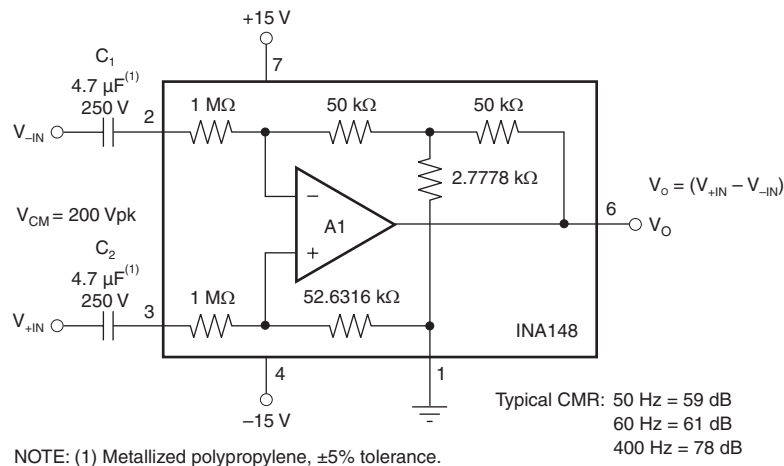 +15 V
7
C1
4.7 µF(1)
250 V
V–IN
2
1 MΩ
50 kΩ
50 kΩ
2.7778 kΩ
–
A1
+
VO = (V+IN – V–IN)
6
VO
VCM = 200 Vpk
C2
4.7 µF(1)
250 V
V+IN
3
1 MΩ
52.6316 kΩ
INA148
4
1
–15 V
Typical CMR: 50 Hz = 59 dB
60 Hz = 61 dB
400 Hz = 78 dB
NOTE: (1) Metallized polypropylene, ±5% tolerance.